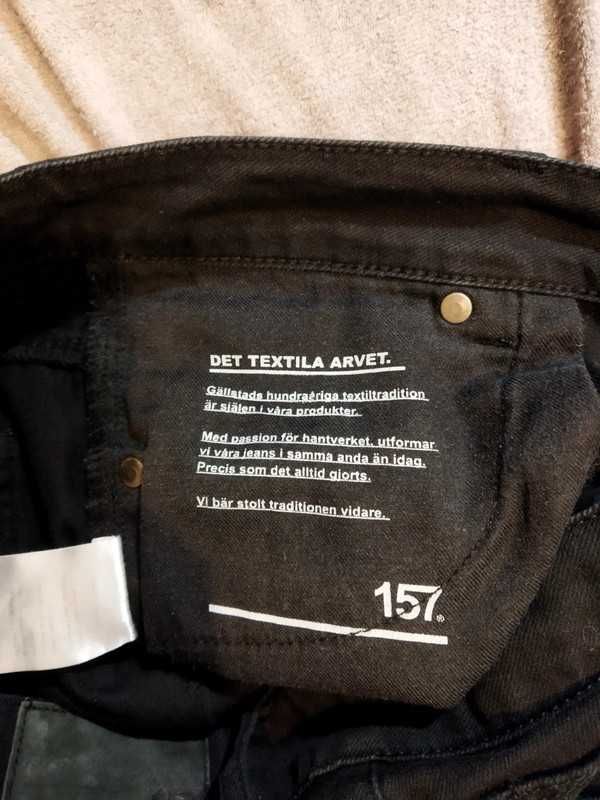 DET TEXTILA ARVET.
Gällstads hundraåriga textiltradition
är själen i våra produkter.
Med passion för hantverket, utformar
vi våra jeans i samma anda än idag.
Precis som det alltid gjorts.
Vi bär stolt traditionen vidare.
157®